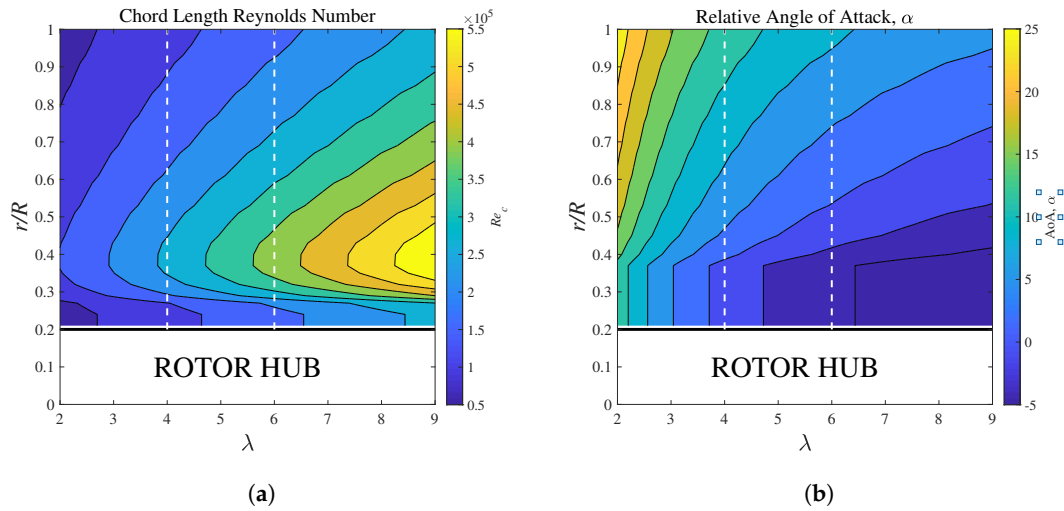 Chord Length Reynolds Number
×10⁵
1
0.9
0.8
0.7
0.6
0.5
0.4
0.3
0.2
0.1
0
r/R
ROTOR HUB
2 3 4 5 6 7 8 9
λ
5.5
5
4.5
4
3.5
3
2.5
2
1.5
1
0.5
Re_c
(a)
Relative Angle of Attack, α
1
0.9
0.8
0.7
0.6
0.5
0.4
0.3
0.2
0.1
0
r/R
ROTOR HUB
2 3 4 5 6 7 8 9
λ
25
20
15
10
5
0
-5
AoA, α
(b)